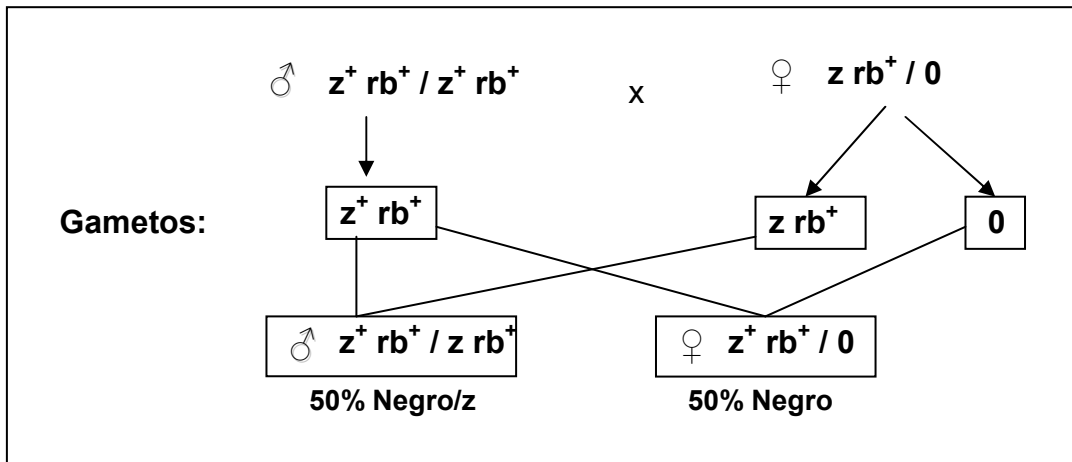 ♂ z⁺ rb⁺ / z⁺ rb⁺ x ♀ z rb⁺ / 0
Gametos: z⁺ rb⁺ z rb⁺ 0
♂ z⁺ rb⁺ / z rb⁺ ♀ z⁺ rb⁺ / 0
50% Negro/z 50% Negro